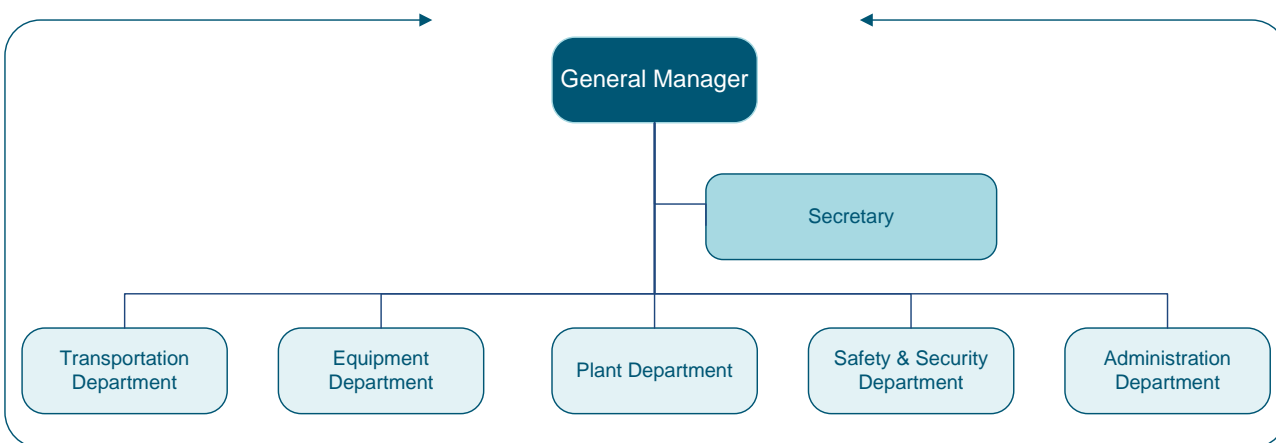 General Manager
Secretary
Transportation
Department
Equipment
Department
Plant Department
Safety & Security
Department
Administration
Department